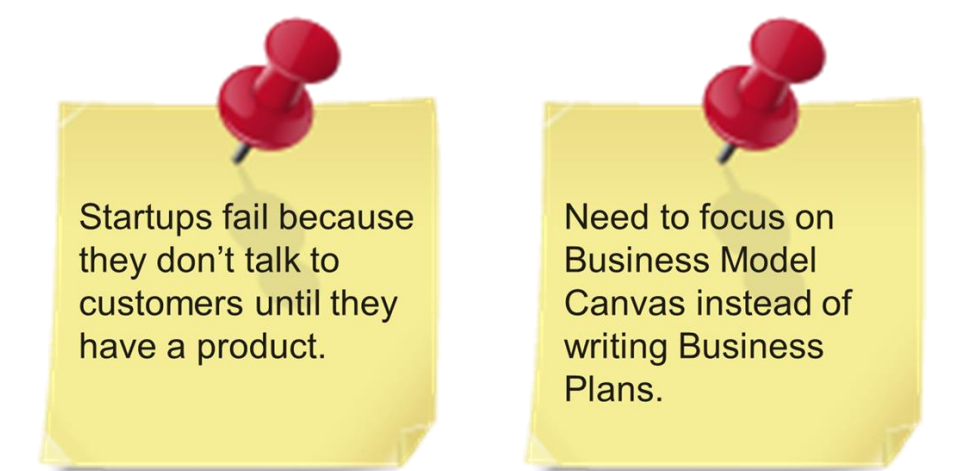 Startups fail because
they don’t talk to
customers until they
have a product.
Need to focus on
Business Model
Canvas instead of
writing Business
Plans.